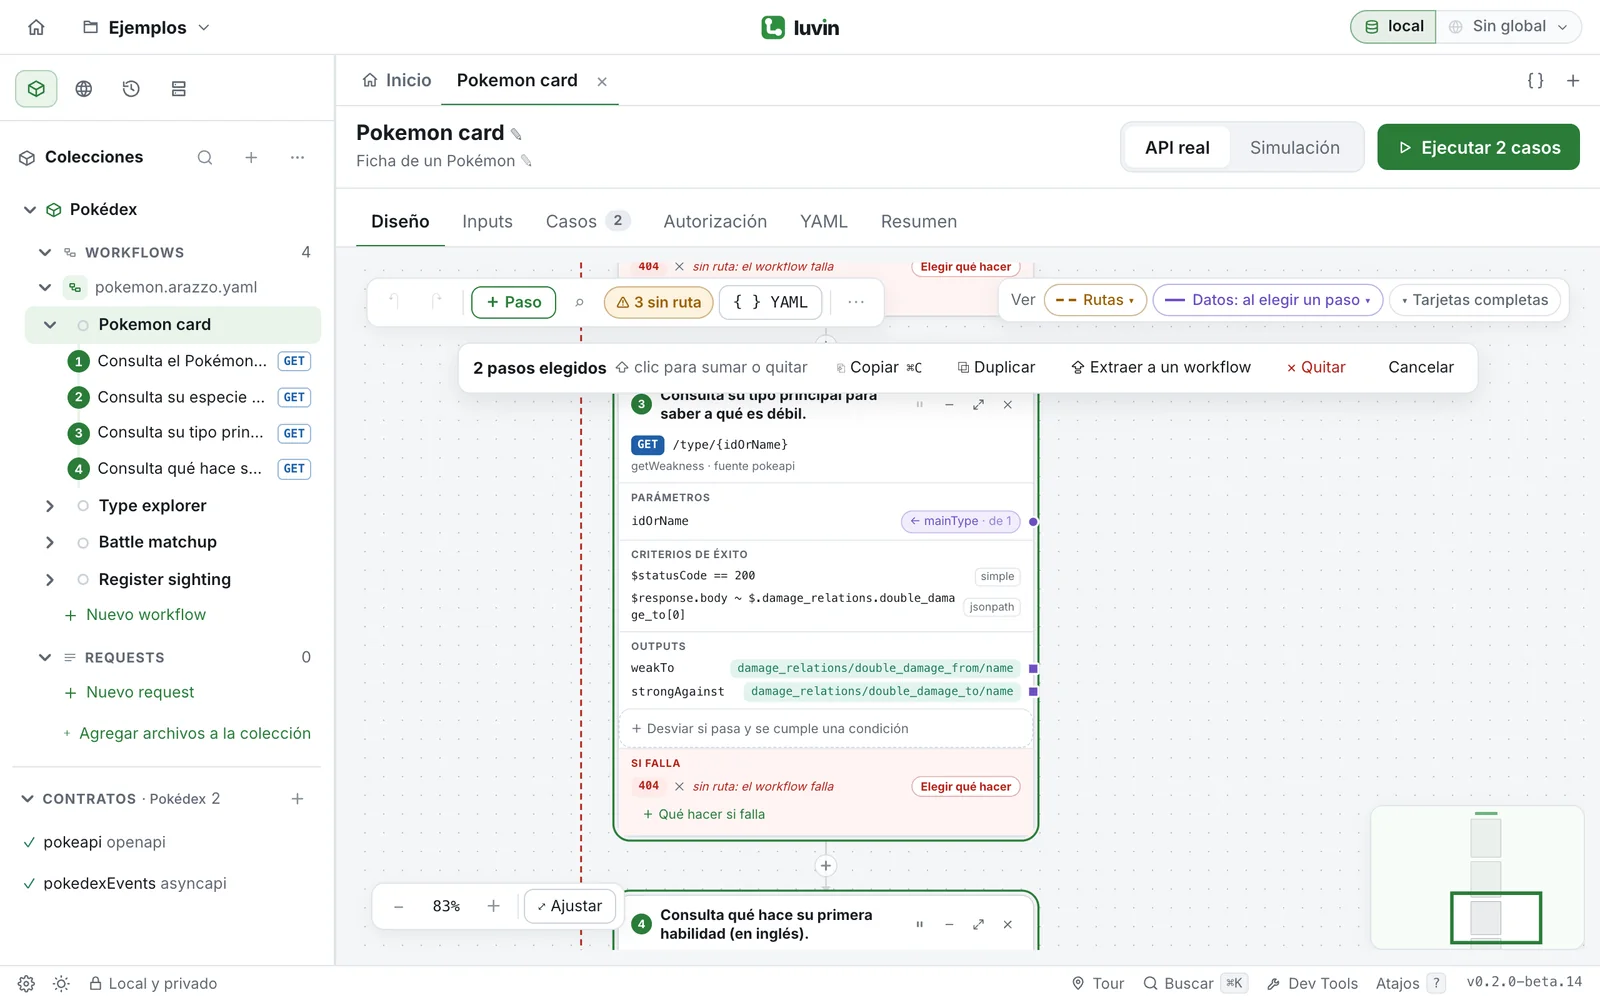 Ejemplos
luvin
local
Sin global
Inicio
Pokemon card
Colecciones
Pokemon card
Ficha de un Pokémon
API real
Simulación
Ejecutar 2 casos
Diseño
Inputs
Casos 2
Autorización
YAML
Resumen
Pokédex
WORKFLOWS 4
pokemon.arazzo.yaml
Pokemon card
1 Consulta el Pokémon... GET
2 Consulta su especie ... GET
3 Consulta su tipo prin... GET
4 Consulta qué hace s... GET
Type explorer
Battle matchup
Register sighting
+ Nuevo workflow
REQUESTS 0
+ Nuevo request
+ Agregar archivos a la colección
CONTRATOS · Pokédex 2
pokeapi openapi
pokedexEvents asyncapi
404 × sin ruta: el workflow falla
Elegir qué hacer
+ Paso
3 sin ruta
{ } YAML
...
Ver
Rutas
Datos: al elegir un paso
Tarjetas completas
2 pasos elegidos
clic para sumar o quitar
Copiar ⌘C
Duplicar
Extraer a un workflow
× Quitar
Cancelar
3 Consulta su tipo principal para
saber a qué es débil.
GET /type/{idOrName}
getWeakness · fuente pokeapi
PARÁMETROS
idOrName
← mainType · de 1
CRITERIOS DE ÉXITO
$statusCode == 200
simple
$response.body ~ $.damage_relations.double_dama
ge_to[0]
jsonpath
OUTPUTS
weakTo damage_relations/double_damage_from/name
strongAgainst damage_relations/double_damage_to/name
+ Desviar si pasa y se cumple una condición
SI FALLA
404 × sin ruta: el workflow falla
Elegir qué hacer
+ Qué hacer si falla
− 83% +
Ajustar
4 Consulta qué hace su primera
habilidad (en inglés).
Local y privado
Tour
Buscar ⌘K
Dev Tools
Atajos ?
v0.2.0-beta.14